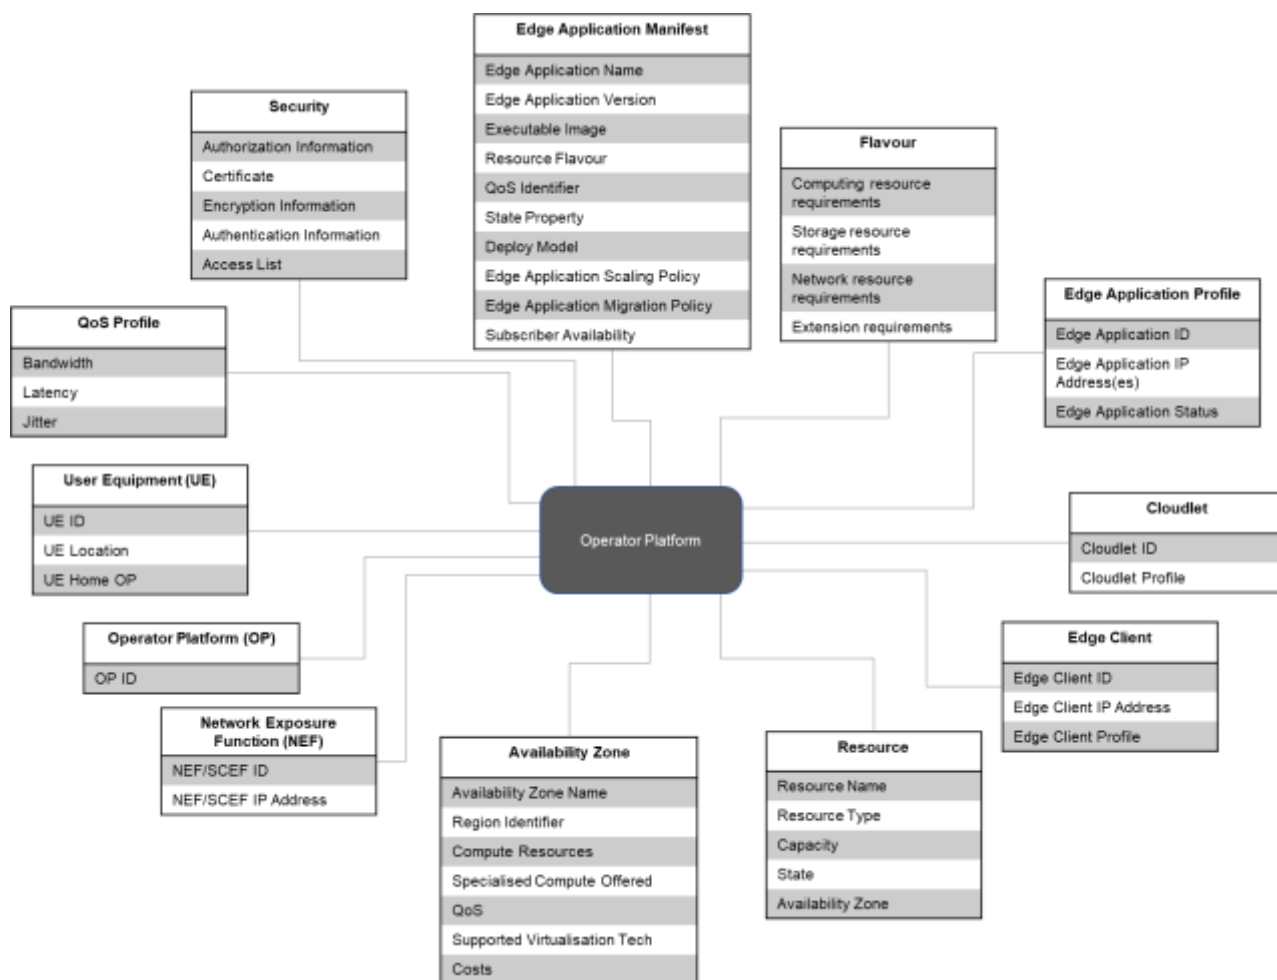 Edge Application Manifest
Edge Application Name
Edge Application Version
Executable Image
Resource Flavour
QoS Identifier
State Property
Deploy Model
Edge Application Scaling Policy
Edge Application Migration Policy
Subscriber Availability
Security
Authorization Information
Certificate
Encryption Information
Authentication Information
Access List
Flavour
Computing resource
requirements
Storage resource
requirements
Network resource
requirements
Extension requirements
Edge Application Profile
Edge Application ID
Edge Application IP
Address(es)
Edge Application Status
QoS Profile
Bandwidth
Latency
Jitter
User Equipment (UE)
UE ID
UE Location
UE Home OP
Operator Platform
Cloudlet
Cloudlet ID
Cloudlet Profile
Operator Platform (OP)
OP ID
Edge Client
Edge Client ID
Edge Client IP Address
Edge Client Profile
Network Exposure
Function (NEF)
NEF/SCEF ID
NEF/SCEF IP Address
Availability Zone
Availability Zone Name
Region Identifier
Compute Resources
Specialised Compute Offered
QoS
Supported Virtualisation Tech
Costs
Resource
Resource Name
Resource Type
Capacity
State
Availability Zone